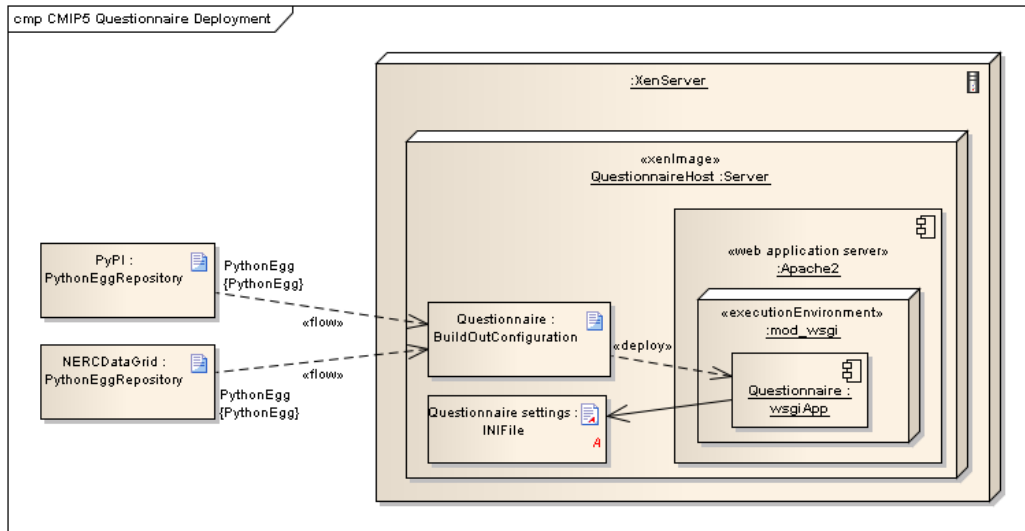 cmp CMIP5 Questionnaire Deployment
:XenServer
«xenImage»
QuestionnaireHost :Server
«web application server»
:Apache2
«executionEnvironment»
:mod_wsgi
Questionnaire :
wsgiApp
PyPI :
PythonEggRepository
PythonEgg
{PythonEgg}
«flow»
NERCDataGrid :
PythonEggRepository
«flow»
PythonEgg
{PythonEgg}
Questionnaire :
BuildOutConfiguration
«deploy»
Questionnaire settings :
INIFile
A